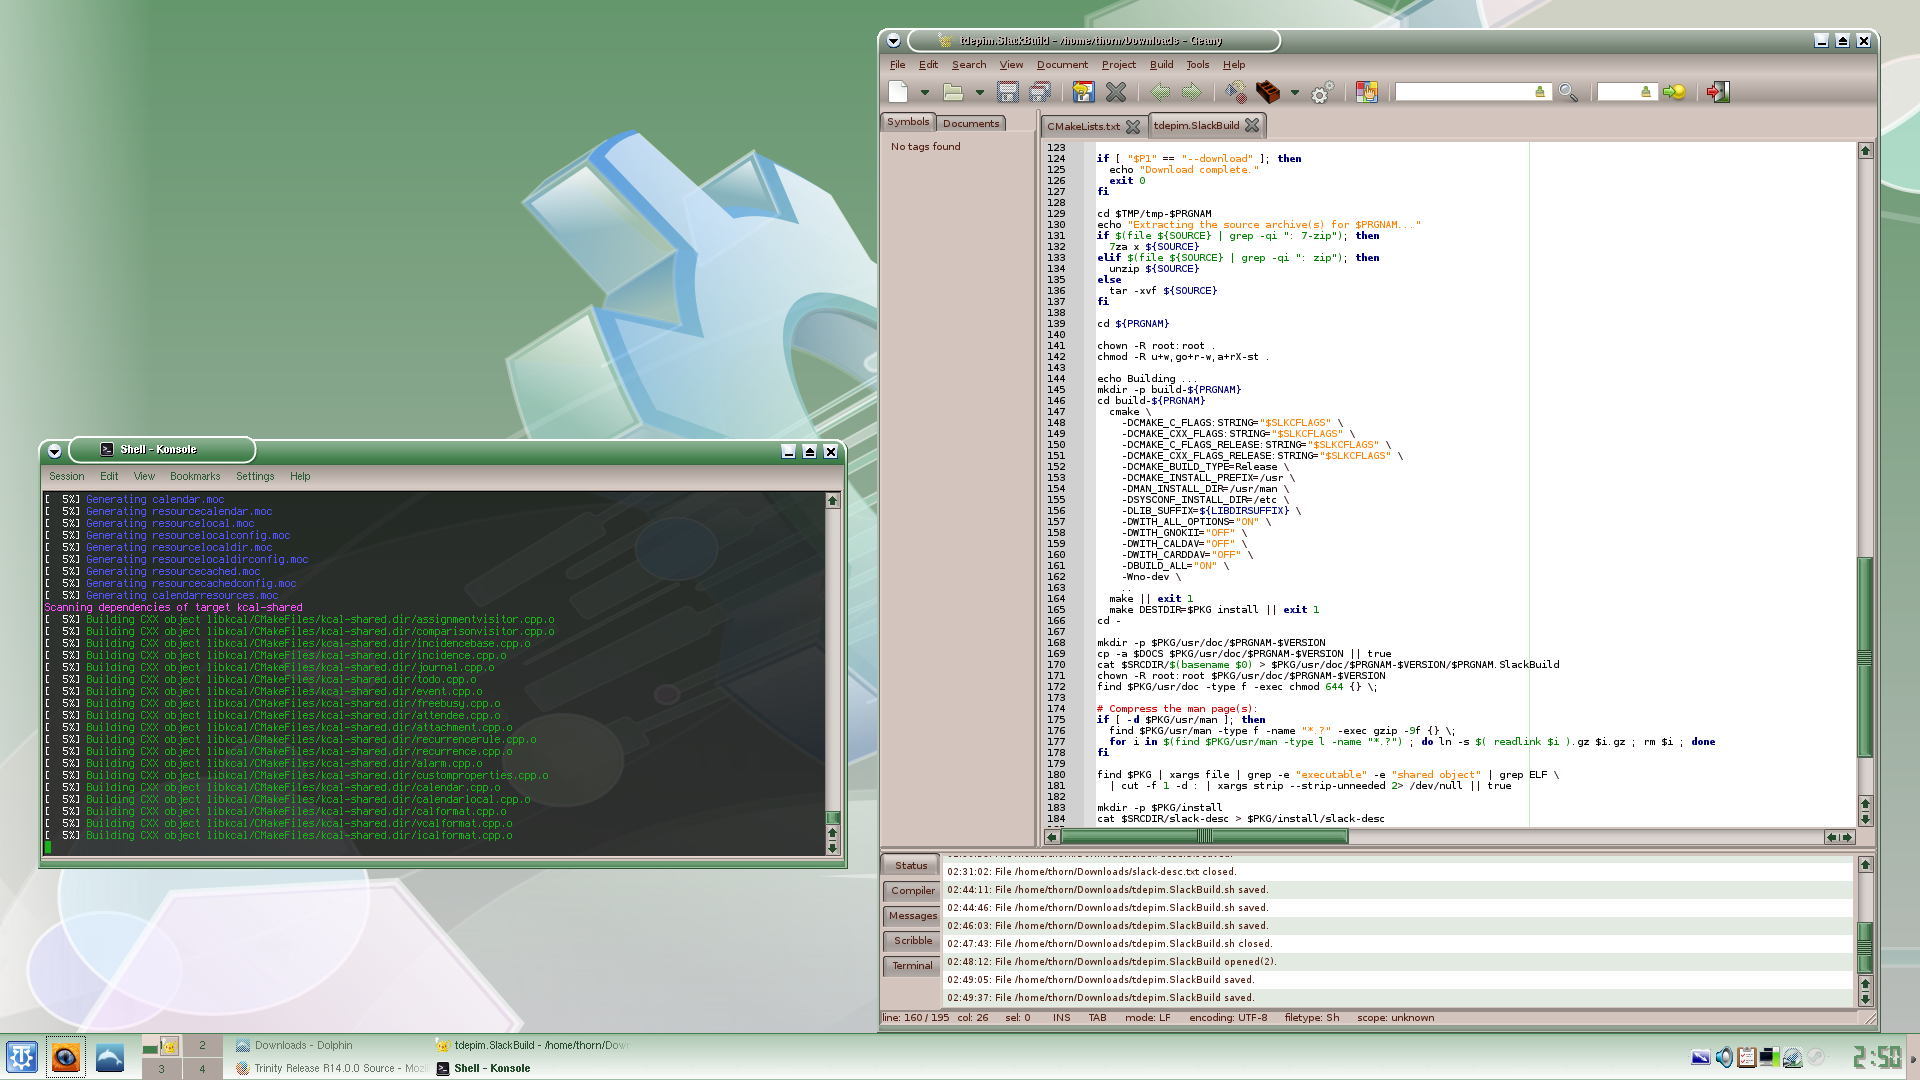 Shell - Konsole
Session Edit View Bookmarks Settings Help
[  5%] Generating calendar.moc
[  5%] Generating resourcecalendar.moc
[  5%] Generating resourcelocal.moc
[  5%] Generating resourcelocalconfig.moc
[  5%] Generating resourcelocaldir.moc
[  5%] Generating resourcelocaldirconfig.moc
[  5%] Generating resourcecached.moc
[  5%] Generating resourcecachedconfig.moc
[  5%] Generating calendarresources.moc
Scanning dependencies of target kcal-shared
[  5%] Building CXX object libkcal/CMakeFiles/kcal-shared.dir/assignmentvisitor.cpp.o
[  5%] Building CXX object libkcal/CMakeFiles/kcal-shared.dir/comparisonvisitor.cpp.o
[  5%] Building CXX object libkcal/CMakeFiles/kcal-shared.dir/incidencebase.cpp.o
[  5%] Building CXX object libkcal/CMakeFiles/kcal-shared.dir/incidence.cpp.o
[  5%] Building CXX object libkcal/CMakeFiles/kcal-shared.dir/journal.cpp.o
[  5%] Building CXX object libkcal/CMakeFiles/kcal-shared.dir/todo.cpp.o
[  5%] Building CXX object libkcal/CMakeFiles/kcal-shared.dir/event.cpp.o
[  5%] Building CXX object libkcal/CMakeFiles/kcal-shared.dir/freebusy.cpp.o
[  5%] Building CXX object libkcal/CMakeFiles/kcal-shared.dir/attendee.cpp.o
[  5%] Building CXX object libkcal/CMakeFiles/kcal-shared.dir/attachment.cpp.o
[  5%] Building CXX object libkcal/CMakeFiles/kcal-shared.dir/recurrencerule.cpp.o
[  5%] Building CXX object libkcal/CMakeFiles/kcal-shared.dir/recurrence.cpp.o
[  5%] Building CXX object libkcal/CMakeFiles/kcal-shared.dir/alarm.cpp.o
[  5%] Building CXX object libkcal/CMakeFiles/kcal-shared.dir/customproperties.cpp.o
[  5%] Building CXX object libkcal/CMakeFiles/kcal-shared.dir/calendar.cpp.o
[  5%] Building CXX object libkcal/CMakeFiles/kcal-shared.dir/calendarlocal.cpp.o
[  5%] Building CXX object libkcal/CMakeFiles/kcal-shared.dir/calformat.cpp.o
[  5%] Building CXX object libkcal/CMakeFiles/kcal-shared.dir/vcalformat.cpp.o
[  5%] Building CXX object libkcal/CMakeFiles/kcal-shared.dir/icalformat.cpp.o
tdepim.SlackBuild - /home/thorn/Downloads - Geany
File Edit Search View Document Project Build Tools Help
Symbols Documents
No tags found
CMakeLists.txt tdepim.SlackBuild
123
124 if [ "$P1" == "--download" ]; then
125   echo "Download complete."
126   exit 0
127 fi
128
129 cd $TMP/tmp-$PRGNAM
130 echo "Extracting the source archive(s) for $PRGNAM..."
131 if $(file ${SOURCE} | grep -qi ": 7-zip"); then
132   7za x ${SOURCE}
133 elif $(file ${SOURCE} | grep -qi ": zip"); then
134   unzip ${SOURCE}
135 else
136   tar -xvf ${SOURCE}
137 fi
138
139 cd ${PRGNAM}
140
141 chown -R root:root .
142 chmod -R u+w,go+r-w,a+rX-st .
143
144 echo Building ...
145 mkdir -p build-${PRGNAM}
146 cd build-${PRGNAM}
147   cmake \
148     -DCMAKE_C_FLAGS:STRING="$SLKCFLAGS" \
149     -DCMAKE_CXX_FLAGS:STRING="$SLKCFLAGS" \
150     -DCMAKE_C_FLAGS_RELEASE:STRING="$SLKCFLAGS" \
151     -DCMAKE_CXX_FLAGS_RELEASE:STRING="$SLKCFLAGS" \
152     -DCMAKE_BUILD_TYPE=Release \
153     -DCMAKE_INSTALL_PREFIX=/usr \
154     -DMAN_INSTALL_DIR=/usr/man \
155     -DSYSCONF_INSTALL_DIR=/etc \
156     -DLIB_SUFFIX=${LIBDIRSUFFIX} \
157     -DWITH_ALL_OPTIONS="ON" \
158     -DWITH_GNOKII="OFF" \
159     -DWITH_CALDAV="OFF" \
160     -DWITH_CARDDAV="OFF" \
161     -DBUILD_ALL="ON" \
162     -Wno-dev \
163     ..
164   make || exit 1
165   make DESTDIR=$PKG install || exit 1
166 cd -
167
168 mkdir -p $PKG/usr/doc/$PRGNAM-$VERSION
169 cp -a $DOCS $PKG/usr/doc/$PRGNAM-$VERSION || true
170 cat $SRCDIR/$(basename $0) > $PKG/usr/doc/$PRGNAM-$VERSION/$PRGNAM.SlackBuild
171 chown -R root:root $PKG/usr/doc/$PRGNAM-$VERSION
172 find $PKG/usr/doc -type f -exec chmod 644 {} \;
173
174 # Compress the man page(s):
175 if [ -d $PKG/usr/man ]; then
176   find $PKG/usr/man -type f -name "*.?" -exec gzip -9f {} \;
177   for i in $(find $PKG/usr/man -type l -name "*.?") ; do ln -s $( readlink $i ).gz $i.gz ; rm $i ; done
178 fi
179
180 find $PKG | xargs file | grep -e "executable" -e "shared object" | grep ELF \
181   | cut -f 1 -d : | xargs strip --strip-unneeded 2> /dev/null || true
182
183 mkdir -p $PKG/install
184 cat $SRCDIR/slack-desc > $PKG/install/slack-desc
Status
Compiler
Messages
Scribble
Terminal
02:31:02: File /home/thorn/Downloads/slack-desc.txt closed.
02:44:11: File /home/thorn/Downloads/tdepim.SlackBuild.sh saved.
02:44:46: File /home/thorn/Downloads/tdepim.SlackBuild.sh saved.
02:46:03: File /home/thorn/Downloads/tdepim.SlackBuild.sh saved.
02:47:43: File /home/thorn/Downloads/tdepim.SlackBuild.sh closed.
02:48:12: File /home/thorn/Downloads/tdepim.SlackBuild opened(2).
02:49:05: File /home/thorn/Downloads/tdepim.SlackBuild saved.
02:49:37: File /home/thorn/Downloads/tdepim.SlackBuild saved.
line: 160 / 195 col: 26 sel: 0 INS TAB mode: LF encoding: UTF-8 filetype: Sh scope: unknown
2
3 4
Downloads - Dolphin
tdepim.SlackBuild - /home/thorn/Dow
Trinity Release R14.0.0 Source - Mozil
Shell - Konsole
2:50